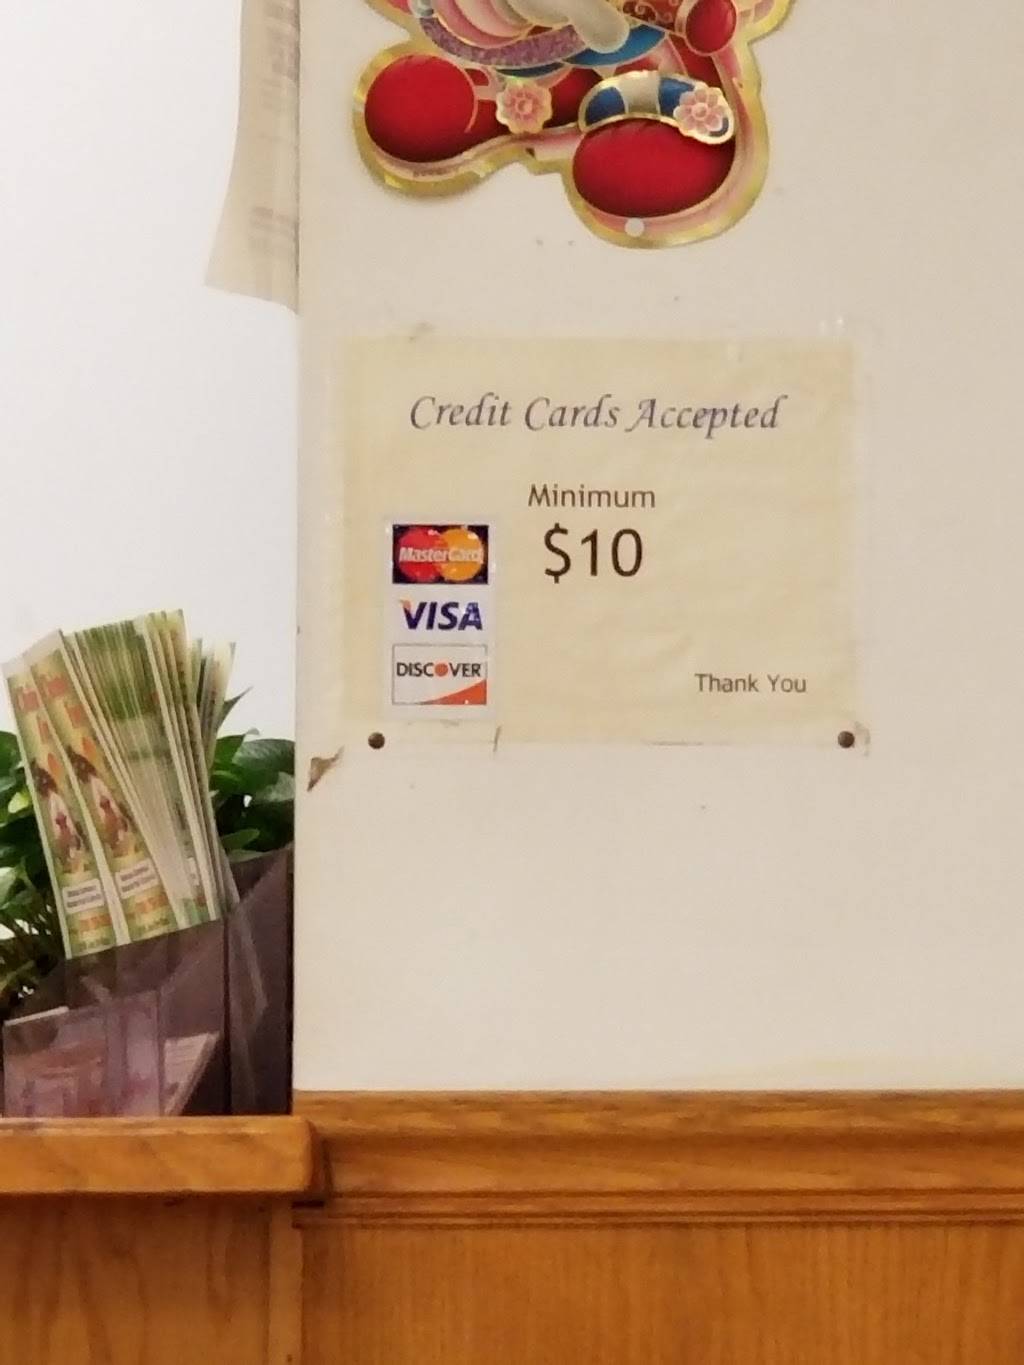 Credit Cards Accepted
Minimum
$10
MasterCard
VISA
DISCOVER
Thank You